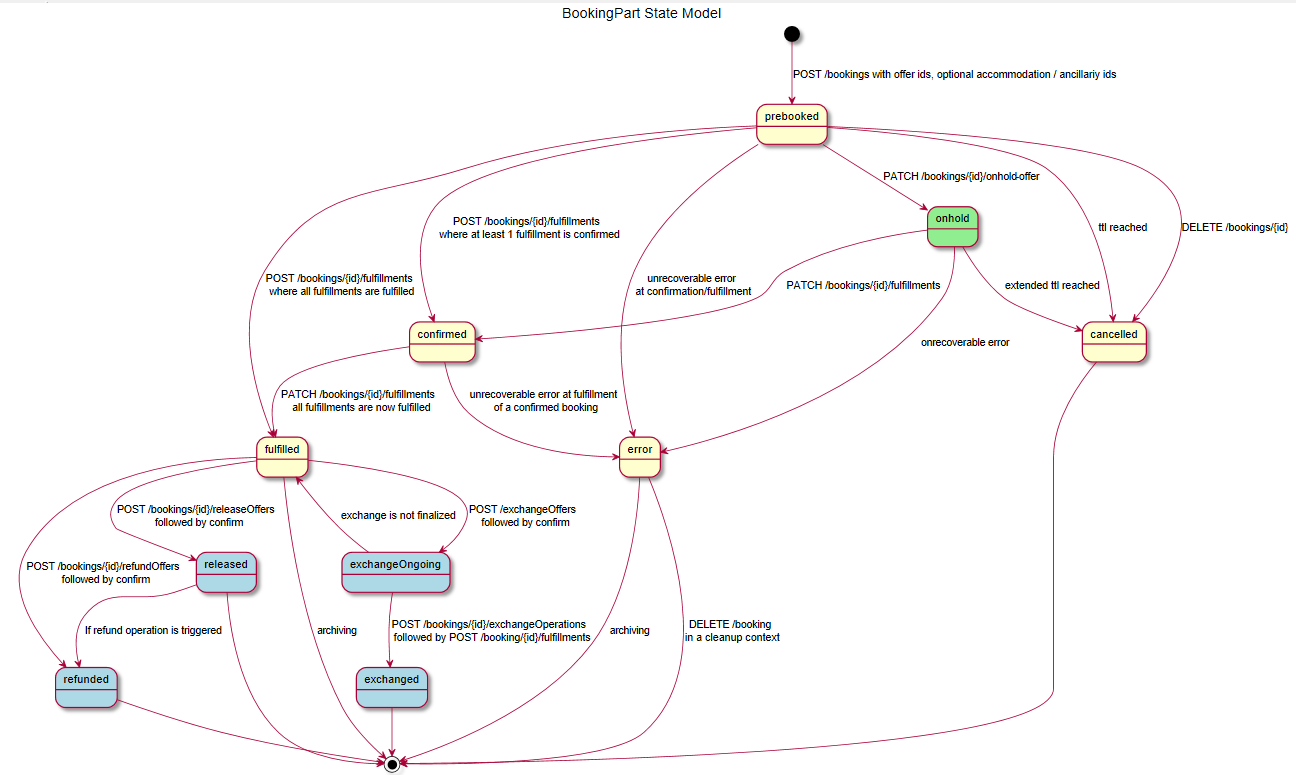 BookingPart State Model
POST /bookings with offer ids, optional accommodation / ancillariy ids
prebooked
PATCH /bookings/{id}/onhold-offer
onhold
POST /bookings/{id}/fulfillments
where at least 1 fulfillment is confirmed
ttl reached
DELETE /bookings/{id}
POST /bookings/{id}/fulfillments
where all fulfillments are fulfilled
unrecoverable error
at confirmation/fulfillment
PATCH /bookings/{id}/fulfillments
extended ttl reached
confirmed
cancelled
onrecoverable error
PATCH /bookings/{id}/fulfillments
all fulfillments are now fulfilled
unrecoverable error at fulfillment
of a confirmed booking
fulfilled
error
POST /bookings/{id}/releaseOffers
followed by confirm
exchange is not finalized
POST /exchangeOffers
followed by confirm
POST /bookings/{id}/refundOffers
followed by confirm
released
exchangeOngoing
If refund operation is triggered
archiving
POST /bookings/{id}/exchangeOperations
followed by POST /booking/{id}/fulfillments
archiving
DELETE /booking
in a cleanup context
refunded
exchanged